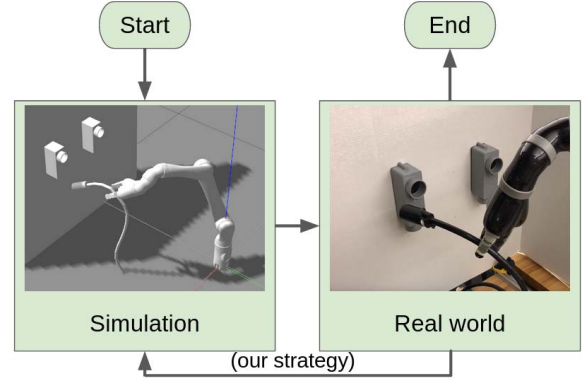 Start
End
Simulation
Real world
(our strategy)